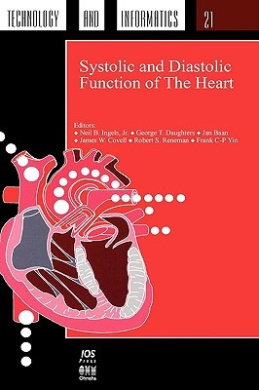 TECHNOLOGY AND INFORMATICS 21
Systolic and Diastolic
Function of The Heart
Editors:
Neil B. Ingels, Jr. ● George T. Daughters ● Jan Baan
● James W. Covell ● Robert S. Reneman ● Frank C-P Yin
IOS
Press
Ohmsha